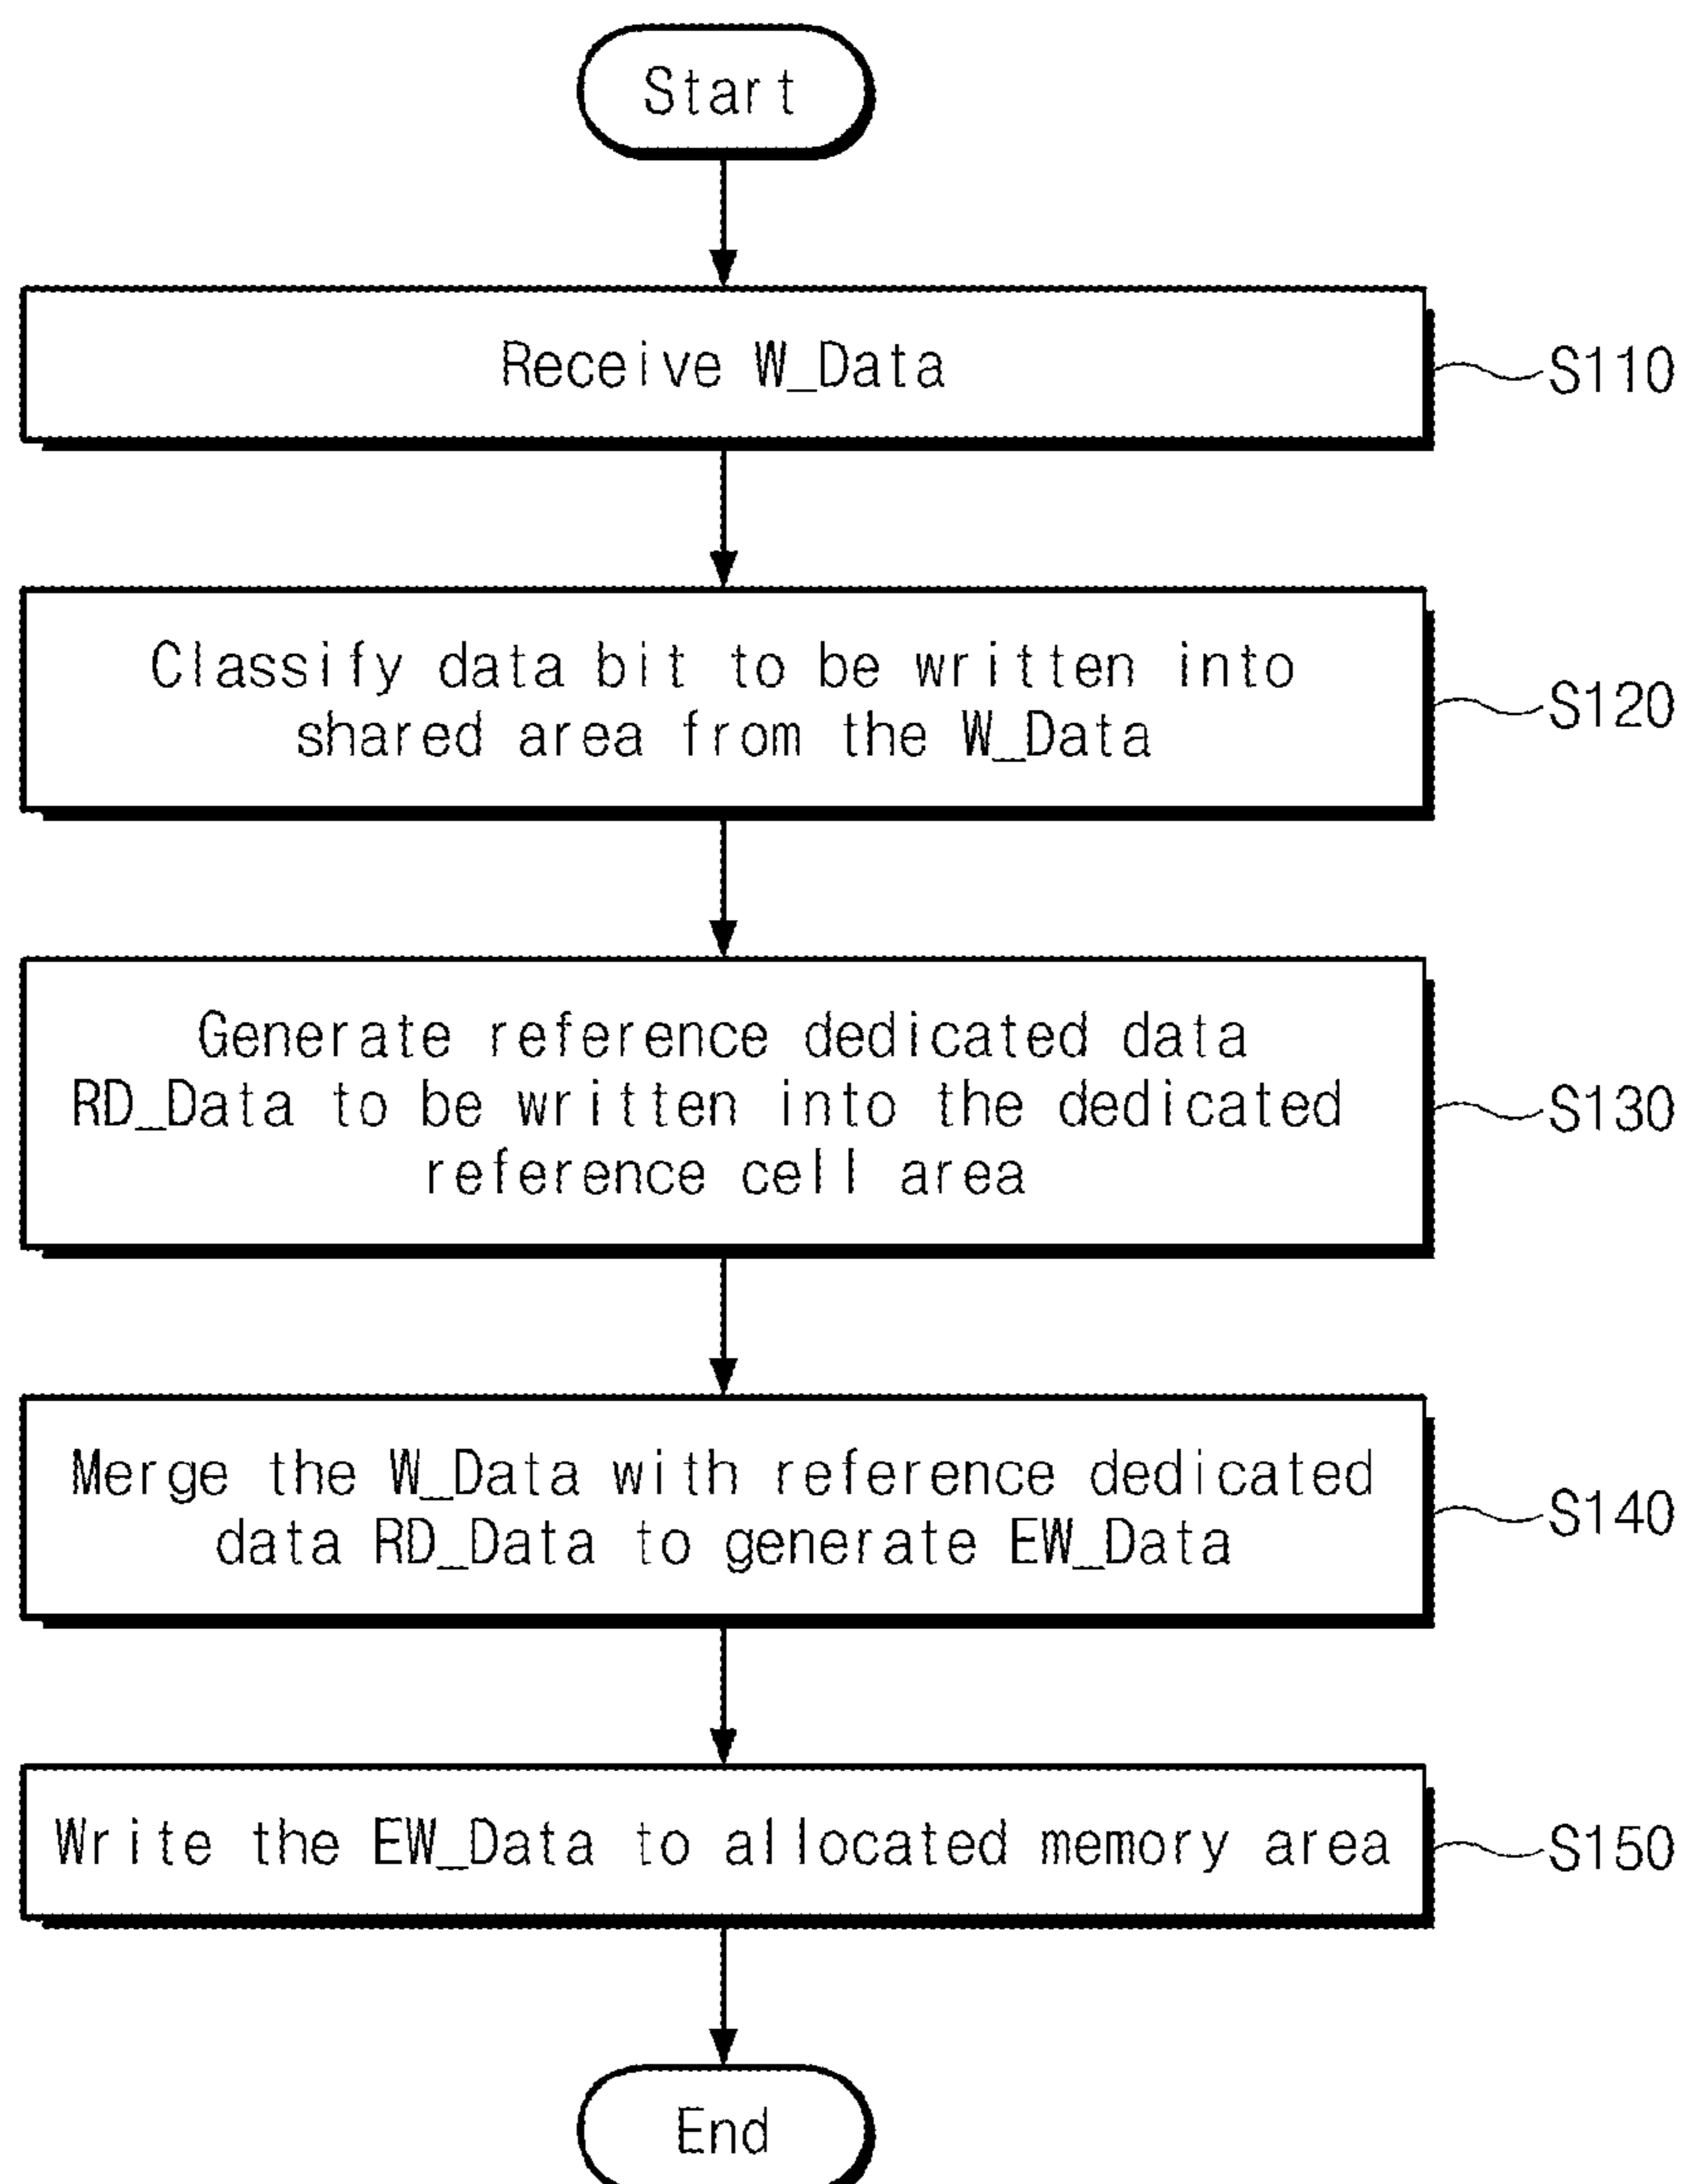 Start
Receive W_Data
S110
Classify data bit to be written into
shared area from the W_Data
S120
Generate reference dedicated data
RD_Data to be written into the dedicated
reference cell area
S130
Merge the W_Data with reference dedicated
data RD_Data to generate EW_Data
S140
Write the EW_Data to allocated memory area
S150
End